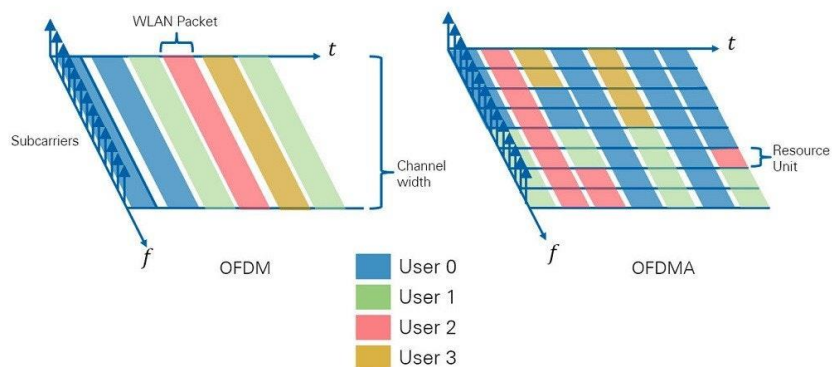 WLAN Packet
t
Subcarriers
Channel
width
f
OFDM
t
Resource
Unit
f
OFDMA
User 0
User 1
User 2
User 3